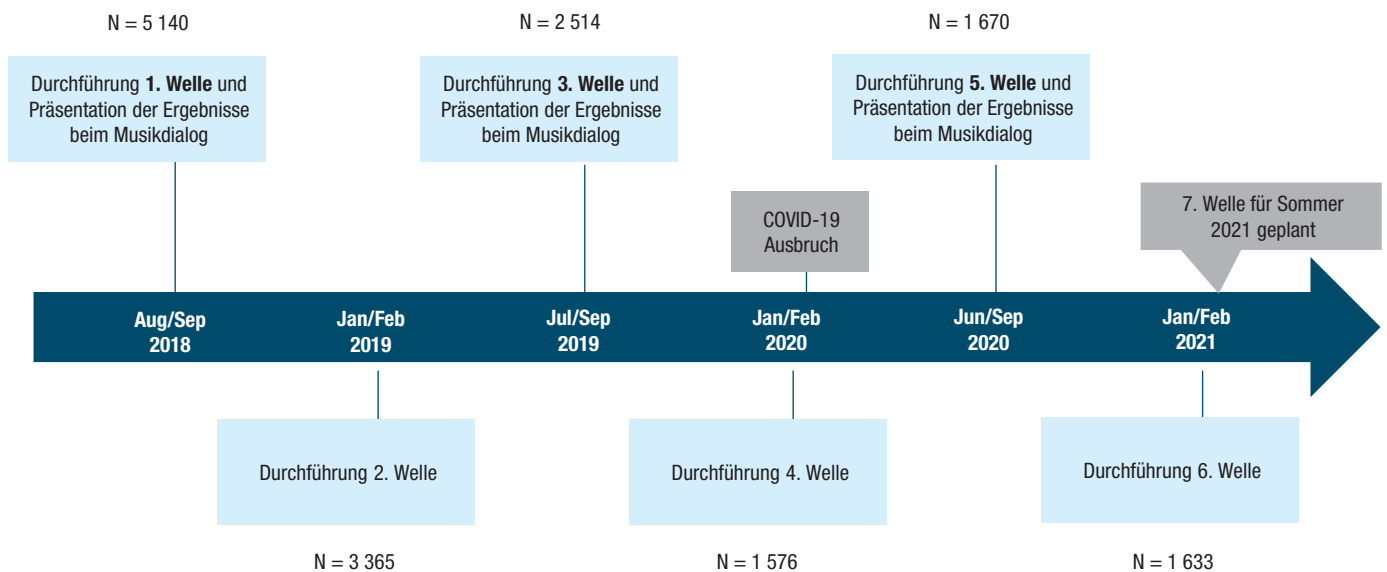 N = 5 140
N = 2 514
N = 1 670
Durchführung 1. Welle und
Präsentation der Ergebnisse
beim Musikdialog
Durchführung 3. Welle und
Präsentation der Ergebnisse
beim Musikdialog
Durchführung 5. Welle und
Präsentation der Ergebnisse
beim Musikdialog
COVID-19
Ausbruch
7. Welle für Sommer
2021 geplant
Aug/Sep
2018
Jan/Feb
2019
Jul/Sep
2019
Jan/Feb
2020
Jun/Sep
2020
Jan/Feb
2021
Durchführung 2. Welle
Durchführung 4. Welle
Durchführung 6. Welle
N = 3 365
N = 1 576
N = 1 633